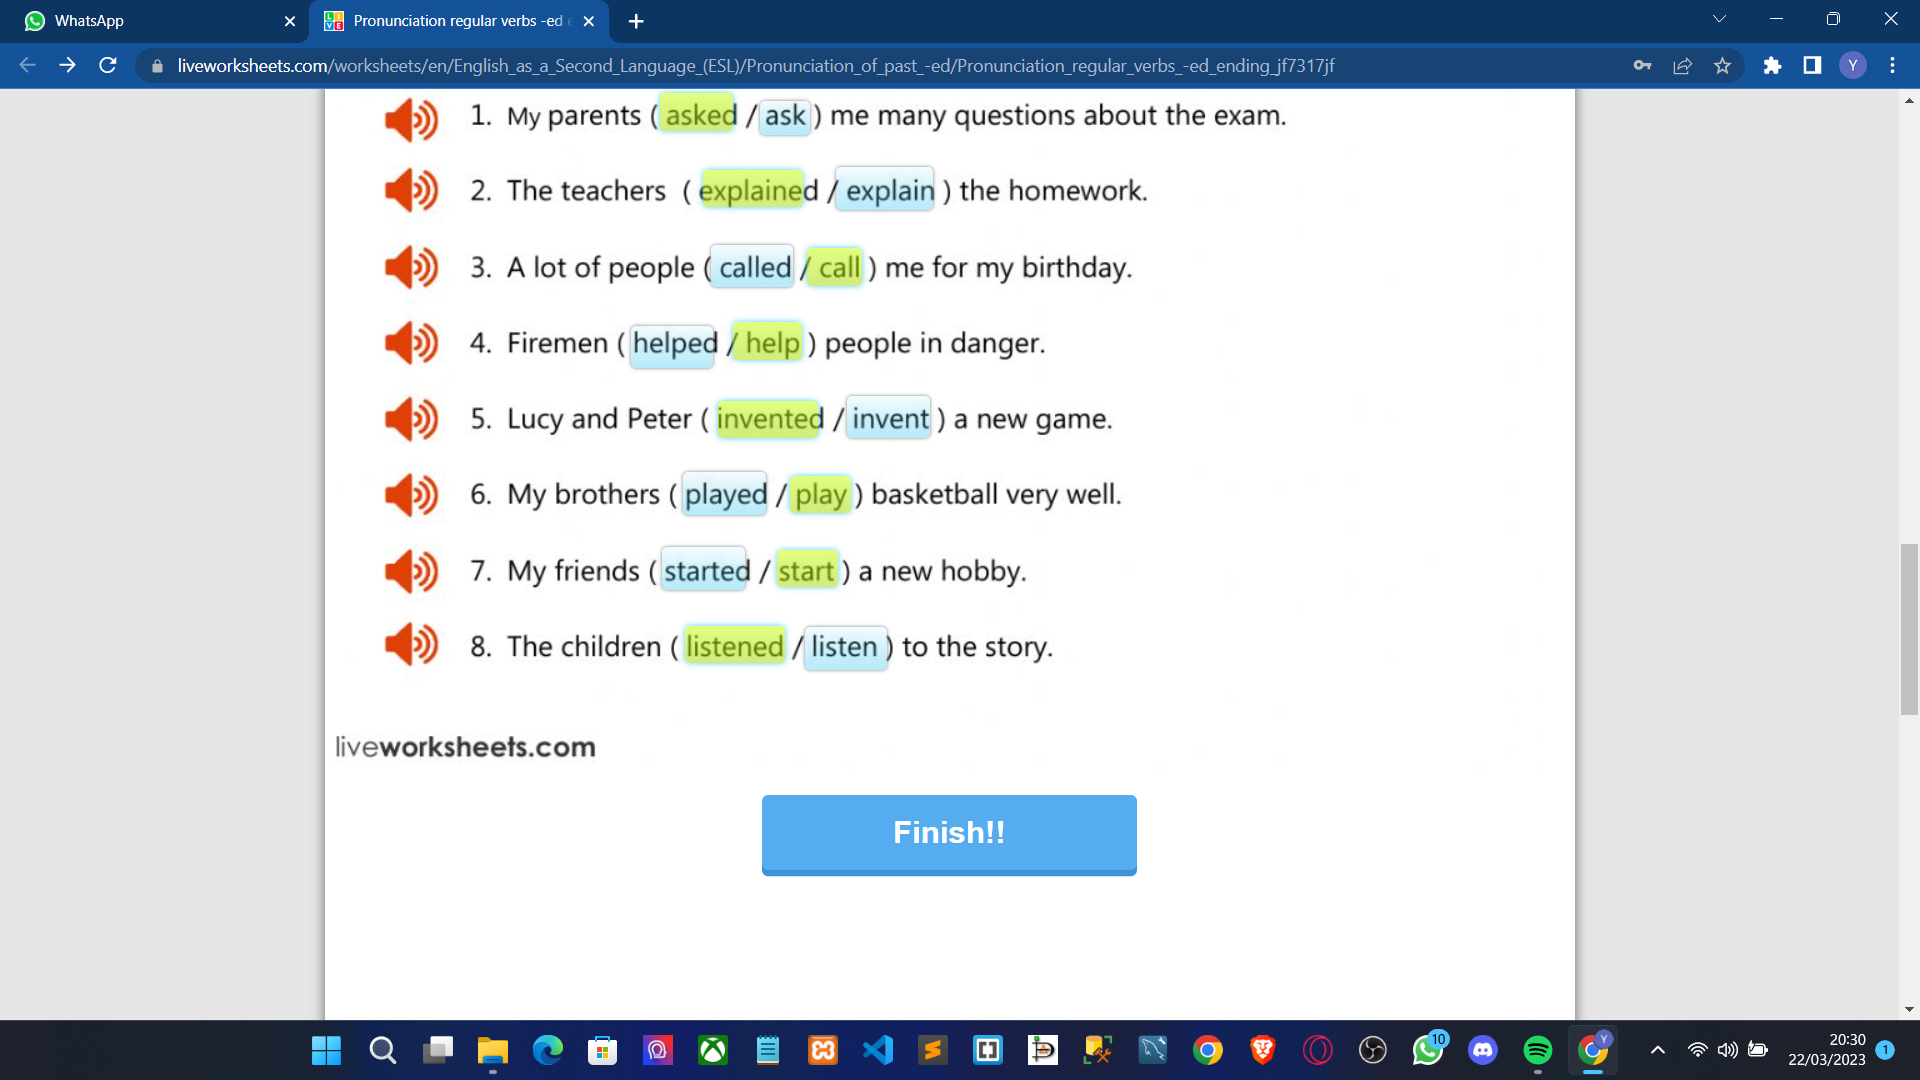 WhatsApp
Pronunciation regular verbs -ed e
liveworksheets.com/worksheets/en/English_as_a_Second_Language_(ESL)/Pronunciation_of_past_-ed/Pronunciation_regular_verbs_-ed_ending_jf7317jf
Y
1. My parents ( asked / ask ) me many questions about the exam.
2. The teachers ( explained / explain ) the homework.
3. A lot of people ( called / call ) me for my birthday.
4. Firemen ( helped / help ) people in danger.
5. Lucy and Peter ( invented / invent ) a new game.
6. My brothers ( played / play ) basketball very well.
7. My friends ( started / start ) a new hobby.
8. The children ( listened / listen ) to the story.
liveworksheets.com
Finish!!
10
Y
20:30
22/03/2023
1